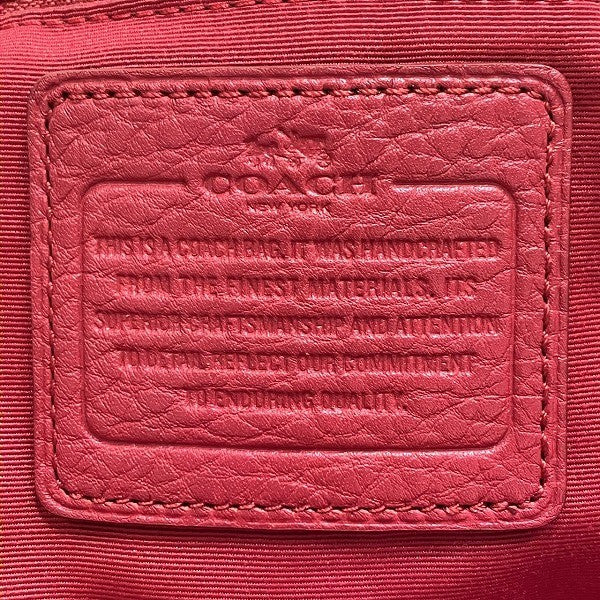 COACH
NEW YORK
THIS IS A COACH BAG. IT WAS HANDCRAFTED
FROM THE FINEST MATERIALS. ITS
SUPERIOR CRAFTSMANSHIP AND ATTENTION
TO DETAIL REFLECT OUR COMMITMENT
TO ENDURING QUALITY.